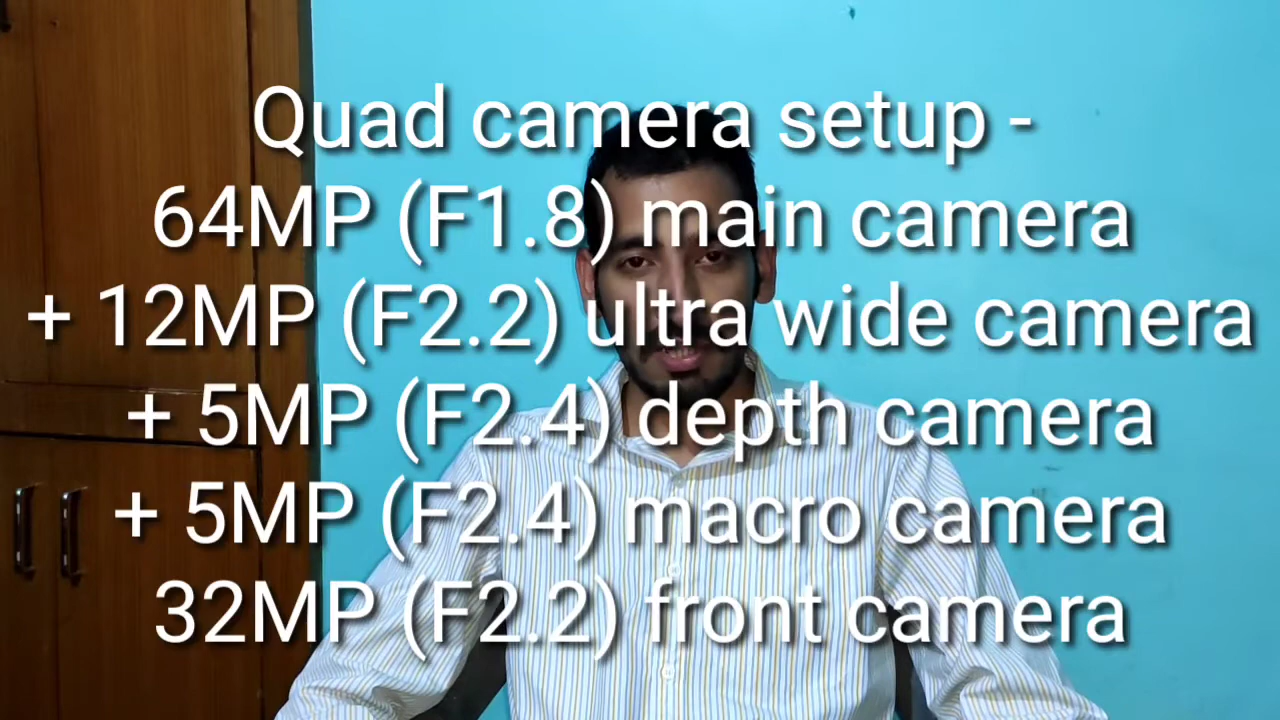 Quad camera setup -
64MP (F1.8) main camera
+ 12MP (F2.2) ultra wide camera
+ 5MP (F2.4) depth camera
+ 5MP (F2.4) macro camera
32MP (F2.2) front camera